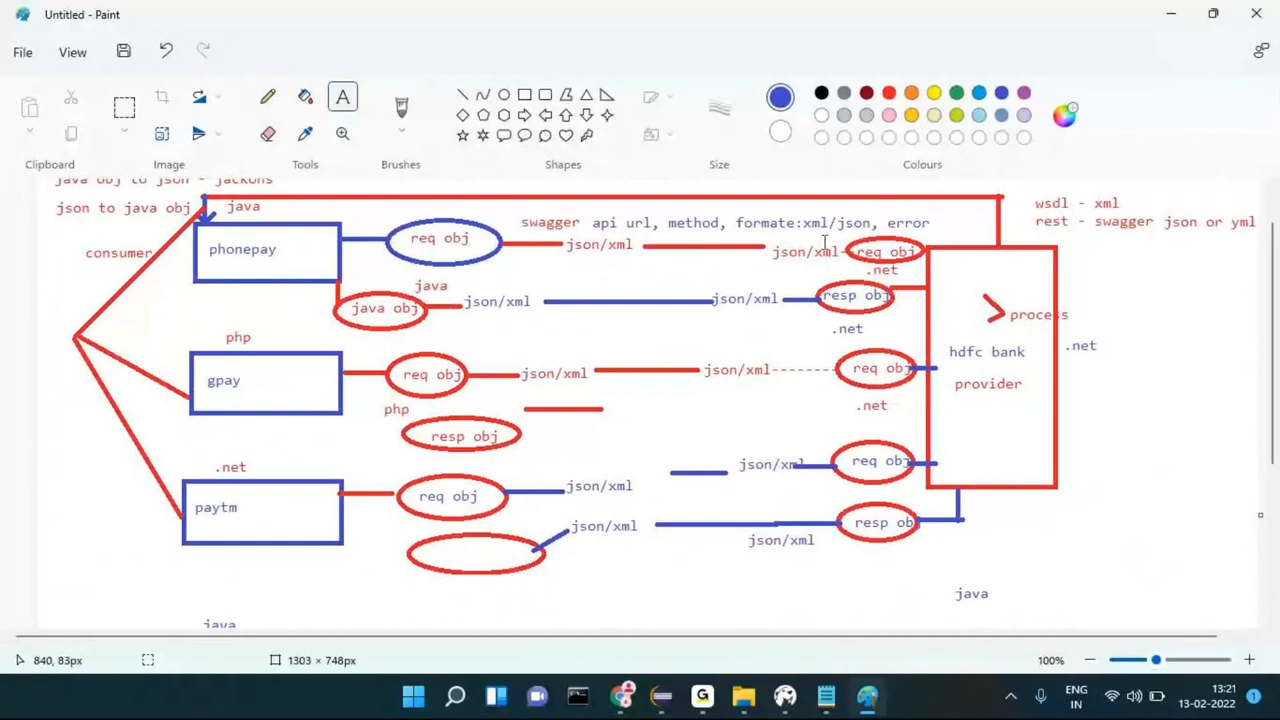 Untitled - Paint
File View
Clipboard
Image
Tools
Brushes
Shapes
Size
Colours
A
java obj to json - jackons
json to java obj
java
consumer
phonepay
req obj
swagger api url, method, formate:xml/json, error
json/xml
json/xml
req obj
.net
wsdl - xml
rest - swagger json or yml
java
java obj
json/xml
json/xml
resp obj
.net
process
.net
hdfc bank
provider
php
gpay
req obj
json/xml
json/xml
req obj
.net
php
resp obj
.net
paytm
req obj
json/xml
json/xml
req obj
json/xml
json/xml
resp ob
java
java
840, 83px
1303 × 748px
100%
ENG
IN
13:21
13-02-2022
1